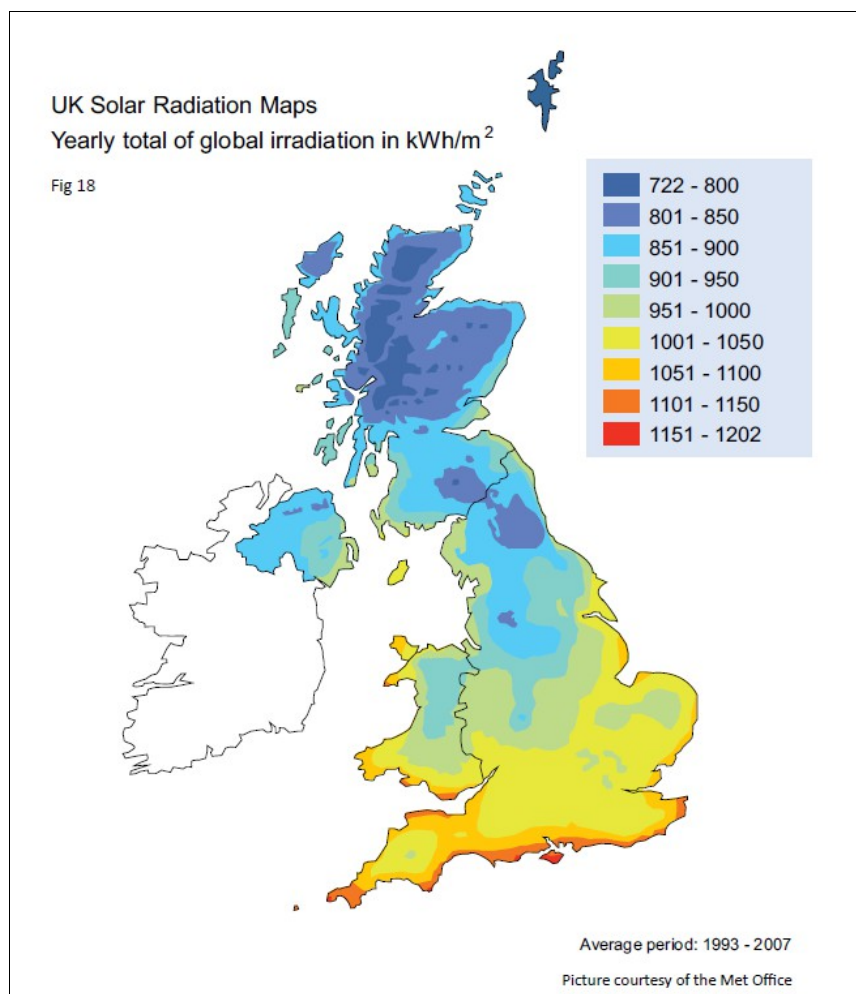 UK Solar Radiation Maps
Yearly total of global irradiation in kWh/m²
Fig 18
722 - 800
801 - 850
851 - 900
901 - 950
951 - 1000
1001 - 1050
1051 - 1100
1101 - 1150
1151 - 1202
Average period: 1993 - 2007
Picture courtesy of the Met Office